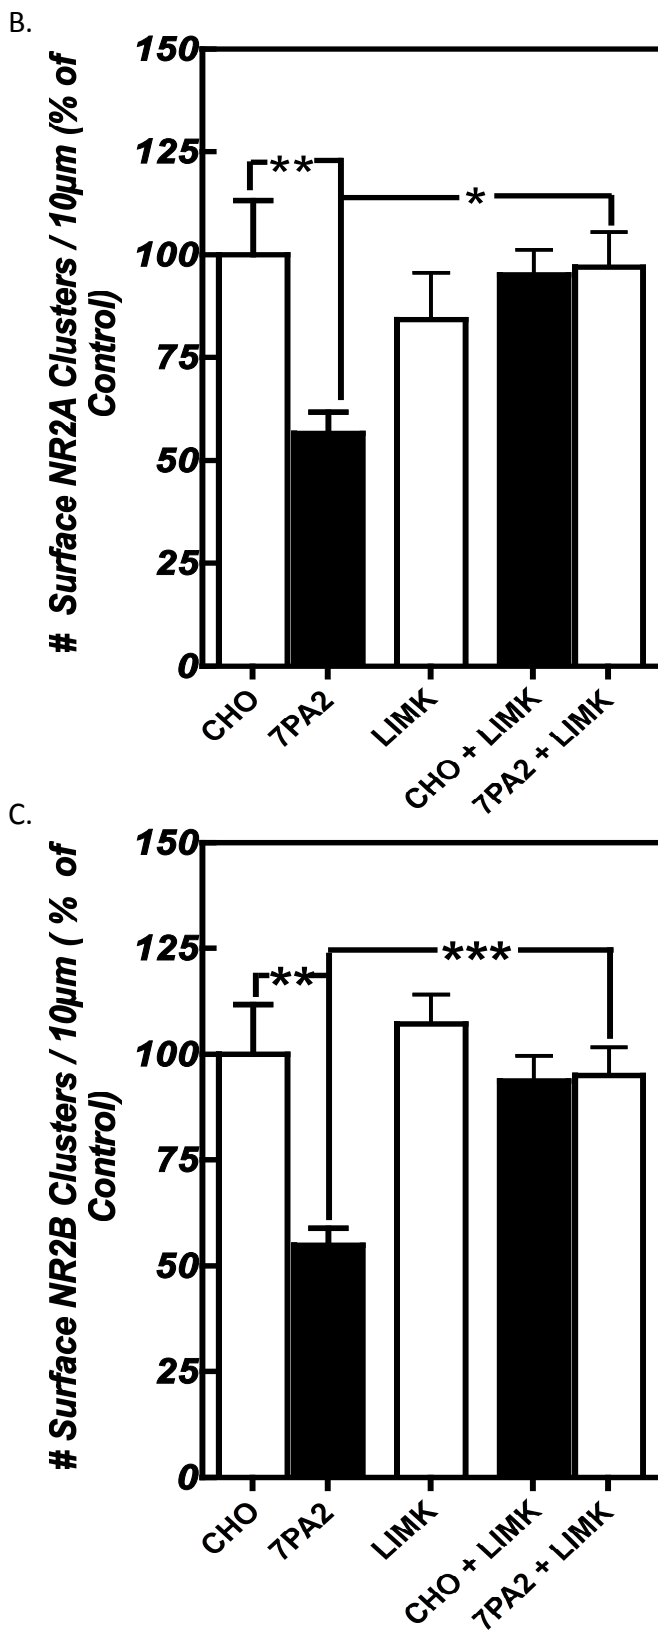 B.
# Surface NR2A Clusters / 10µm (% of
Control)
150
125
100
75
50
25
0
**
*
CHO
7PA2
LIMK
CHO + LIMK
7PA2 + LIMK
C.
# Surface NR2B Clusters / 10µm ( % of
Control)
150
125
100
75
50
25
0
**
***
CHO
7PA2
LIMK
CHO + LIMK
7PA2 + LIMK